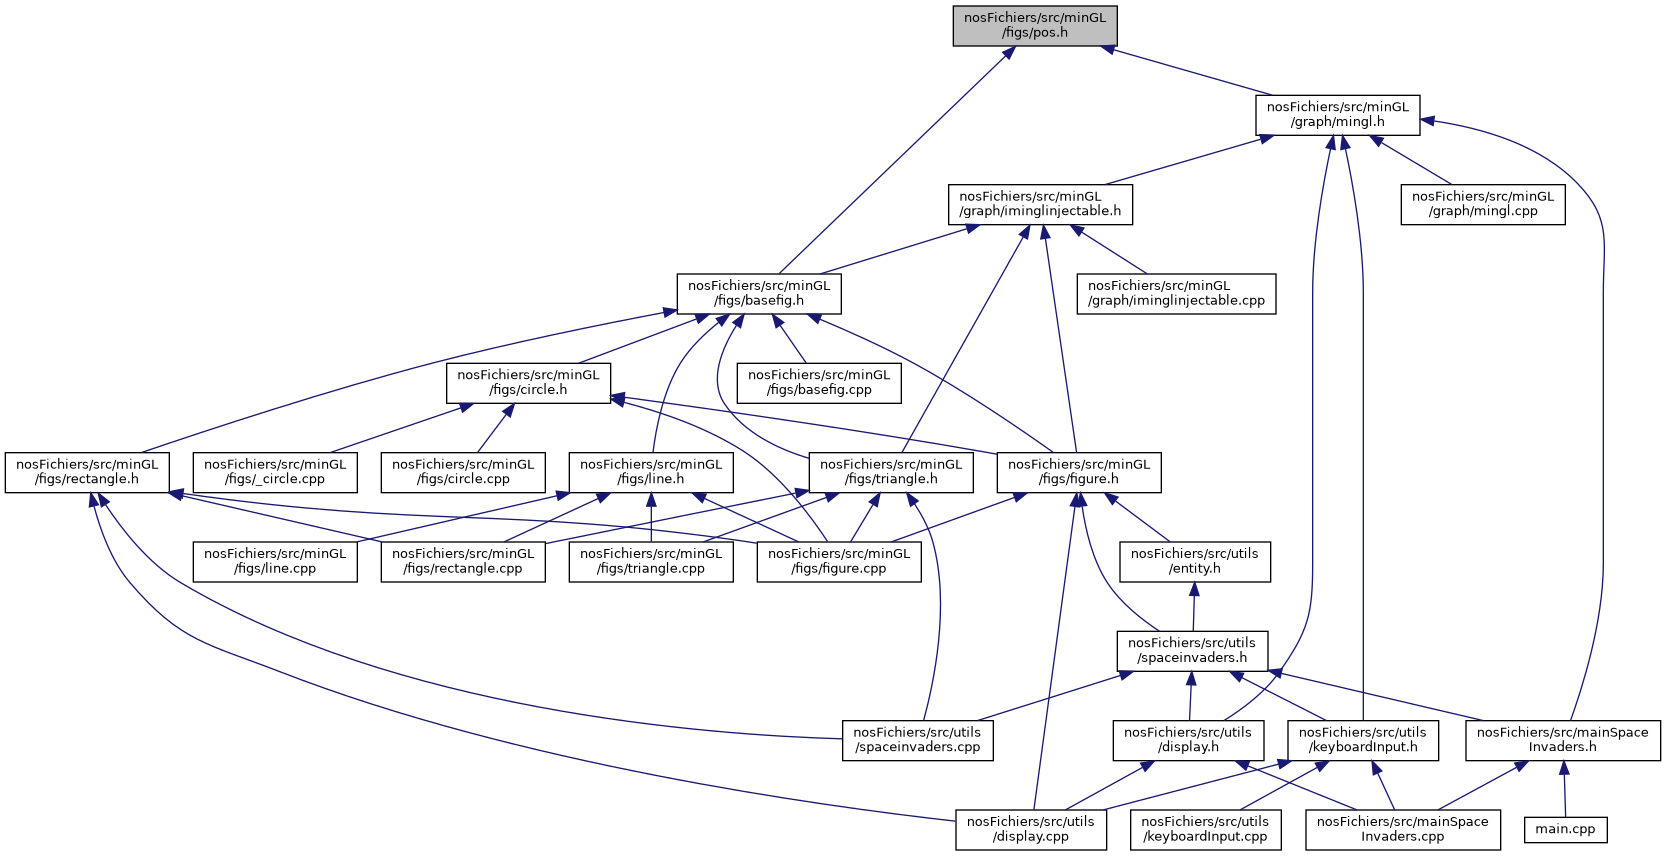 nosFichiers/src/minGL
/figs/pos.h
nosFichiers/src/minGL
/graph/mingl.h
nosFichiers/src/minGL
/graph/iminglinjectable.h
nosFichiers/src/minGL
/graph/mingl.cpp
nosFichiers/src/minGL
/figs/basefig.h
nosFichiers/src/minGL
/graph/iminglinjectable.cpp
nosFichiers/src/minGL
/figs/circle.h
nosFichiers/src/minGL
/figs/basefig.cpp
nosFichiers/src/minGL
/figs/rectangle.h
nosFichiers/src/minGL
/figs/_circle.cpp
nosFichiers/src/minGL
/figs/circle.cpp
nosFichiers/src/minGL
/figs/line.h
nosFichiers/src/minGL
/figs/triangle.h
nosFichiers/src/minGL
/figs/figure.h
nosFichiers/src/minGL
/figs/line.cpp
nosFichiers/src/minGL
/figs/rectangle.cpp
nosFichiers/src/minGL
/figs/triangle.cpp
nosFichiers/src/minGL
/figs/figure.cpp
nosFichiers/src/utils
/entity.h
nosFichiers/src/utils
/spaceinvaders.h
nosFichiers/src/utils
/spaceinvaders.cpp
nosFichiers/src/utils
/display.h
nosFichiers/src/utils
/keyboardInput.h
nosFichiers/src/mainSpace
Invaders.h
nosFichiers/src/utils
/display.cpp
nosFichiers/src/utils
/keyboardInput.cpp
nosFichiers/src/mainSpace
Invaders.cpp
main.cpp